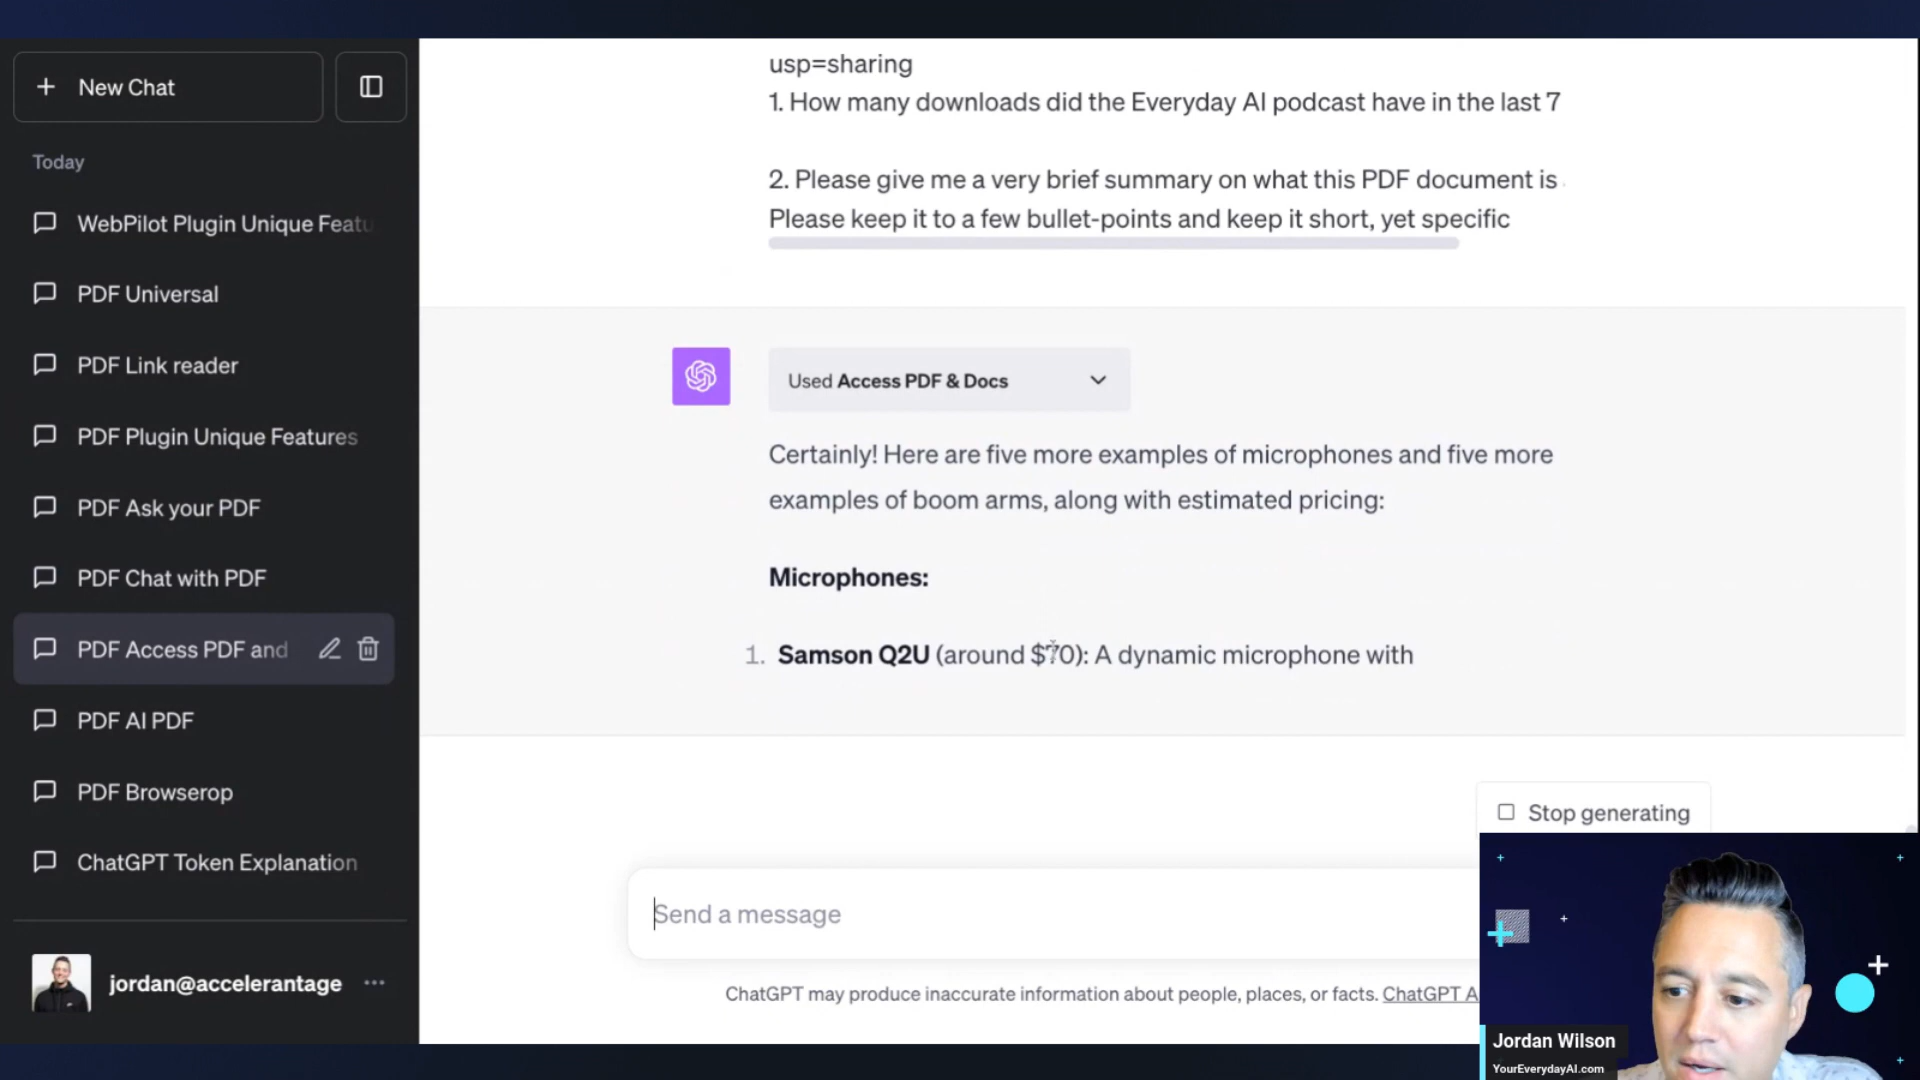 New Chat
Today
WebPilot Plugin Unique Featu
PDF Universal
PDF Link reader
PDF Plugin Unique Features
PDF Ask your PDF
PDF Chat with PDF
PDF Access PDF and
PDF AI PDF
PDF Browserop
ChatGPT Token Explanation
jordan@accelerantage
usp=sharing
1. How many downloads did the Everyday AI podcast have in the last 7
2. Please give me a very brief summary on what this PDF document is
Please keep it to a few bullet-points and keep it short, yet specific
Used Access PDF & Docs
Certainly! Here are five more examples of microphones and five more
examples of boom arms, along with estimated pricing:
Microphones:
1. Samson Q2U (around $70): A dynamic microphone with
Stop generating
Send a message
ChatGPT may produce inaccurate information about people, places, or facts. ChatGPT A
Jordan Wilson
YourEverydayAI.com